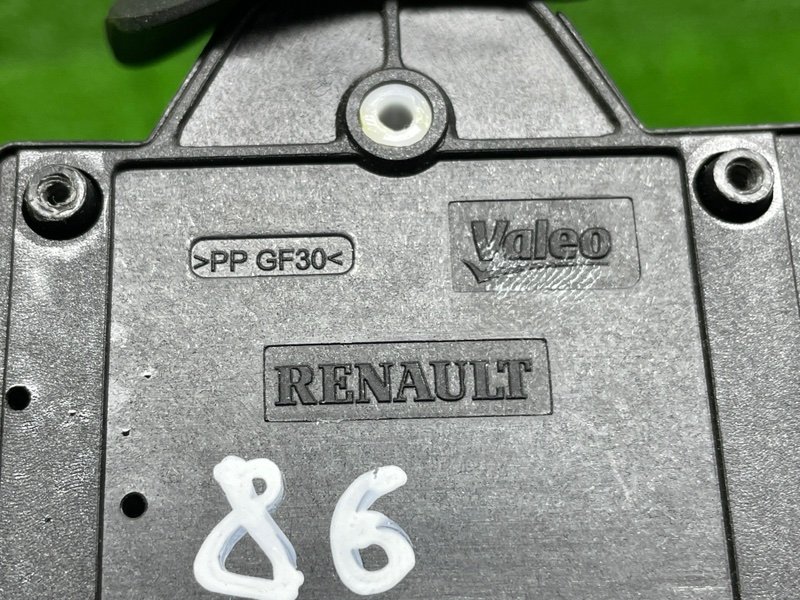 >PP GF30<
Valeo
RENAULT
86